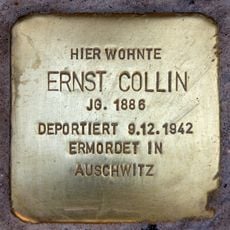 HIER WOHNTE
ERNST COLLIN
JG. 1886
DEPORTIERT 9.12.1942
ERMORDET IN
AUSCHWITZ